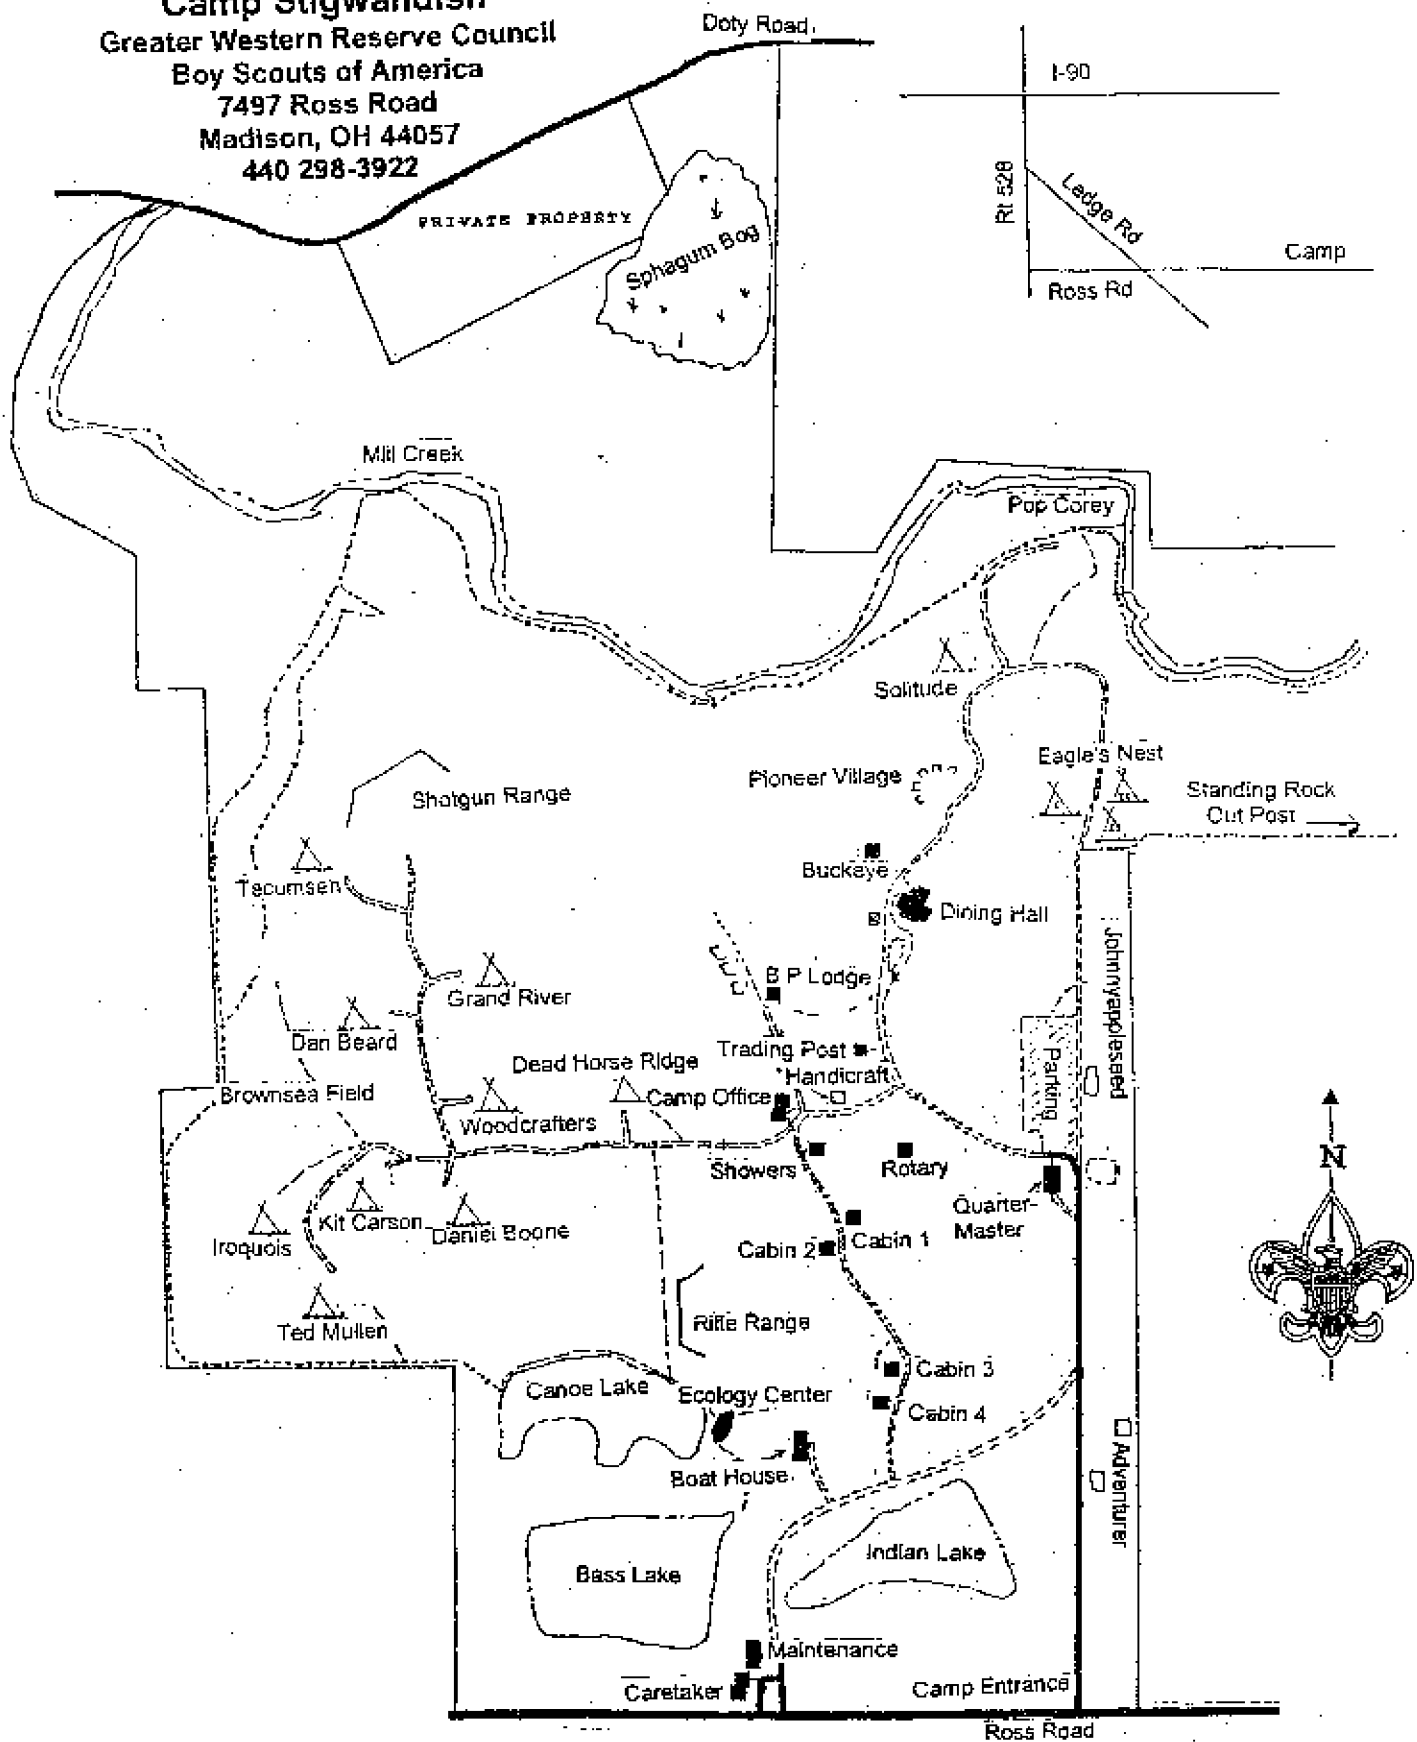 Camp Stigwandish
Greater Western Reserve Council
Boy Scouts of America
7497 Ross Road
Madison, OH 44057
440 298-3922
Doty Road
I-90
Rt 528
Ledge Rd
Camp
Ross Rd
PRIVATE PROPERTY
Sphagum Bog
Mill Creek
Pop Corey
Solitude
Eagle's Nest
Pioneer Village
Standing Rock
Out Post
Shotgun Range
Buckeye
Tecumseh
Dining Hall
Johnnyappleseed
B P Lodge
Grand River
Dan Beard
Trading Post
Parking
Dead Horse Ridge
Handicraft
Brownsea Field
Camp Office
Woodcrafters
N
Showers
Rotary
Quarter-
Master
Kit Carson
Daniel Boone
Iroquois
Cabin 1
Cabin 2
Rifle Range
Ted Mullen
Cabin 3
Canoe Lake
Ecology Center
Cabin 4
Adventurer
Boat House
Indian Lake
Bass Lake
Maintenance
Caretaker
Camp Entrance
Ross Road